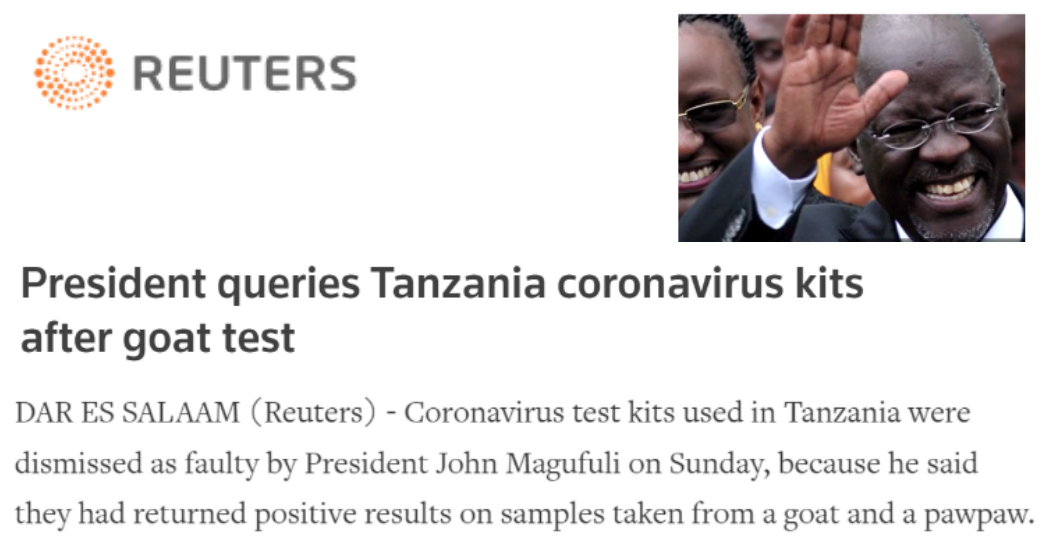 REUTERS
President queries Tanzania coronavirus kits
after goat test
DAR ES SALAAM (Reuters) - Coronavirus test kits used in Tanzania were
dismissed as faulty by President John Magufuli on Sunday, because he said
they had returned positive results on samples taken from a goat and a pawpaw.